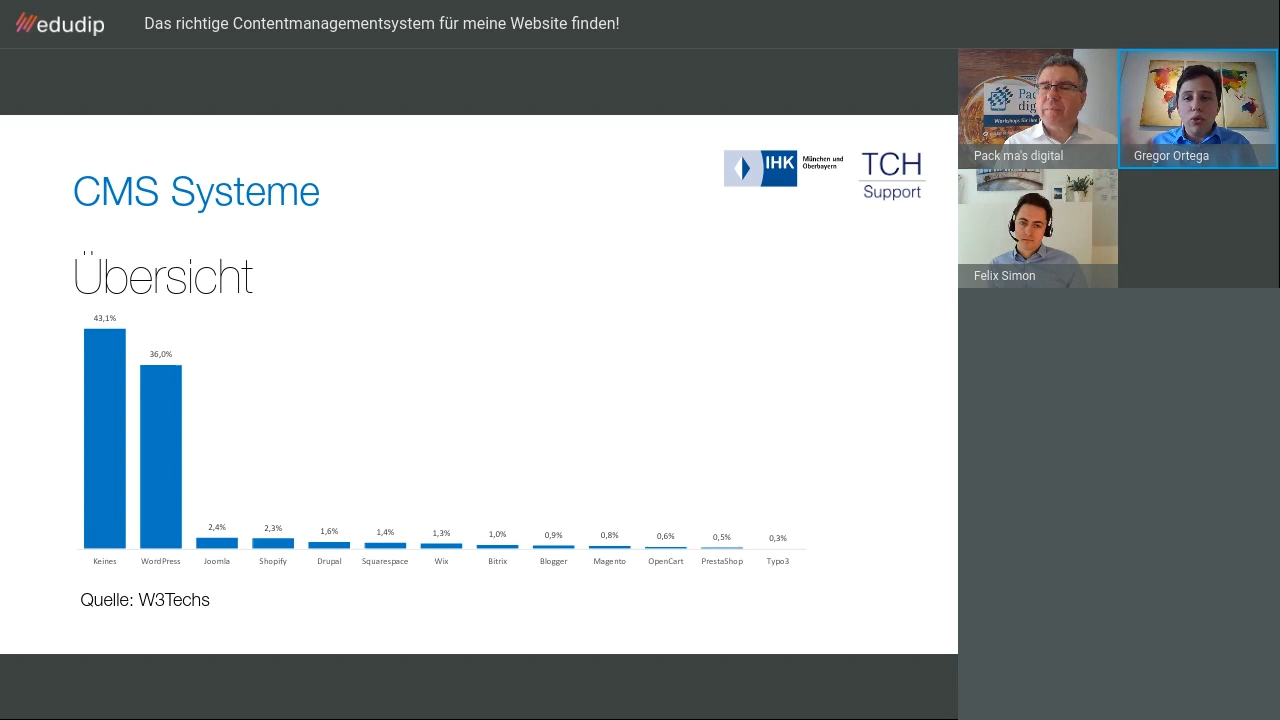 edudip
Das richtige Contentmanagementsystem für meine Website finden!
CMS Systeme
IHK München und
Oberbayern
TCH
Support
Übersicht
43,1%
36,0%
2,4%
2,3%
1,6%
1,4%
1,3%
1,0%
0,9%
0,8%
0,6%
0,5%
0,3%
Keines
WordPress
Joomla
Shopify
Drupal
Squarespace
Wix
Bitrix
Blogger
Magento
OpenCart
PrestaShop
Typo3
Quelle: W3Techs
Pack ma's digital
Gregor Ortega
Felix Simon